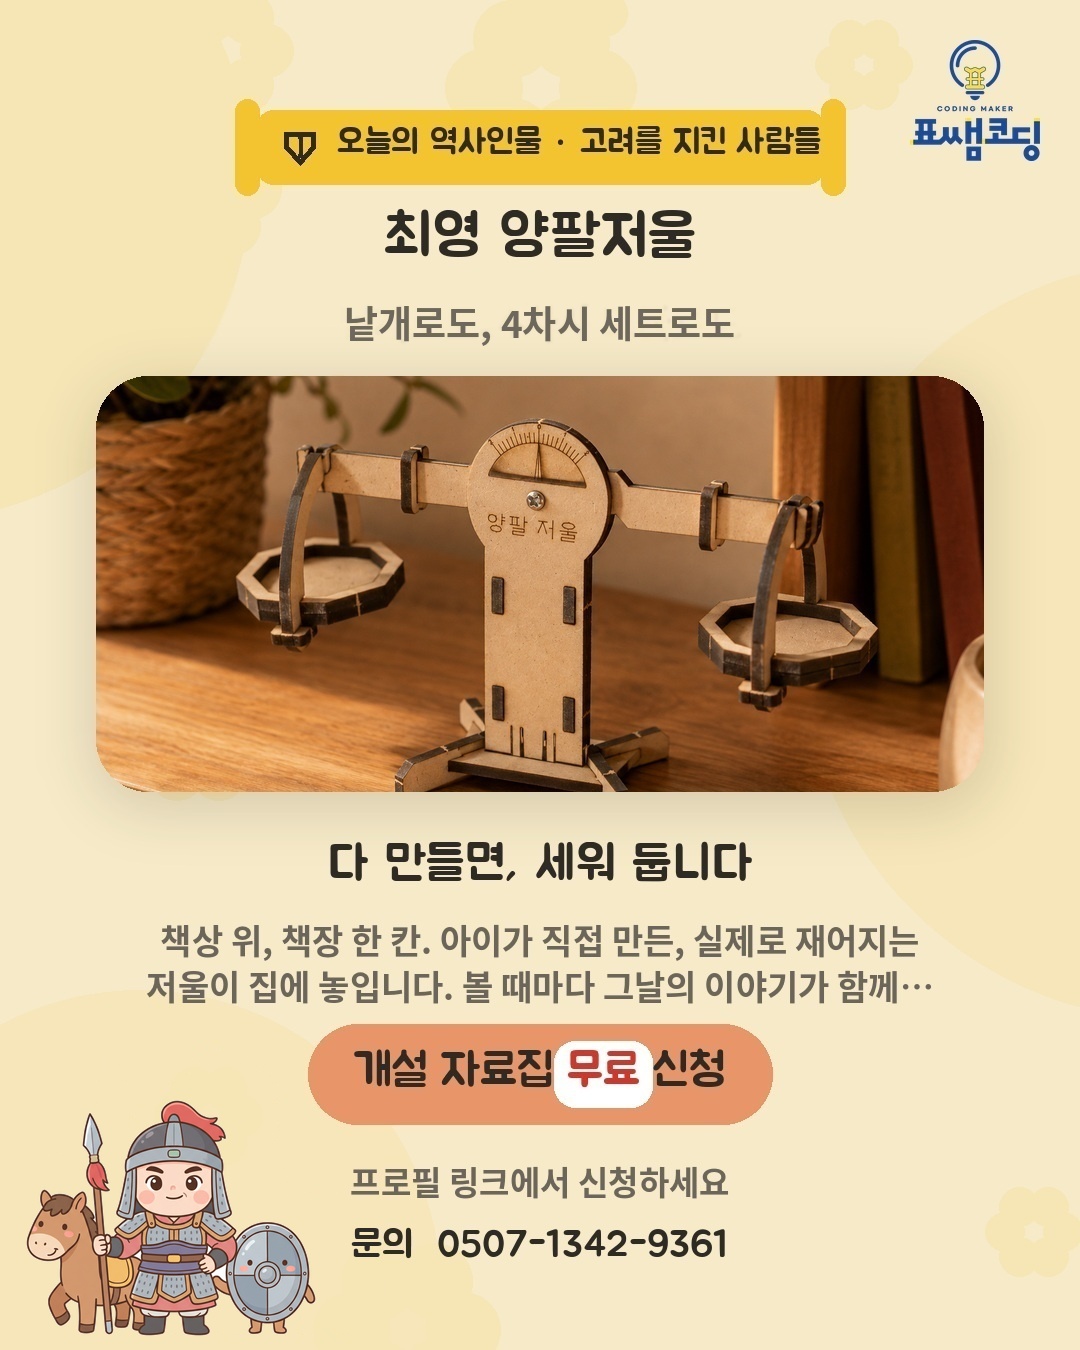 CODING MAKER
표쌤코딩
오늘의 역사인물 · 고려를 지킨 사람들
최영 양팔저울
낱개로도, 4차시 세트로도
양팔 저울
다 만들면, 세워 둡니다
책상 위, 책장 한 칸. 아이가 직접 만든, 실제로 재어지는
저울이 집에 놓입니다. 볼 때마다 그날의 이야기가 함께…
개설 자료집 무료 신청
프로필 링크에서 신청하세요
문의 0507-1342-9361